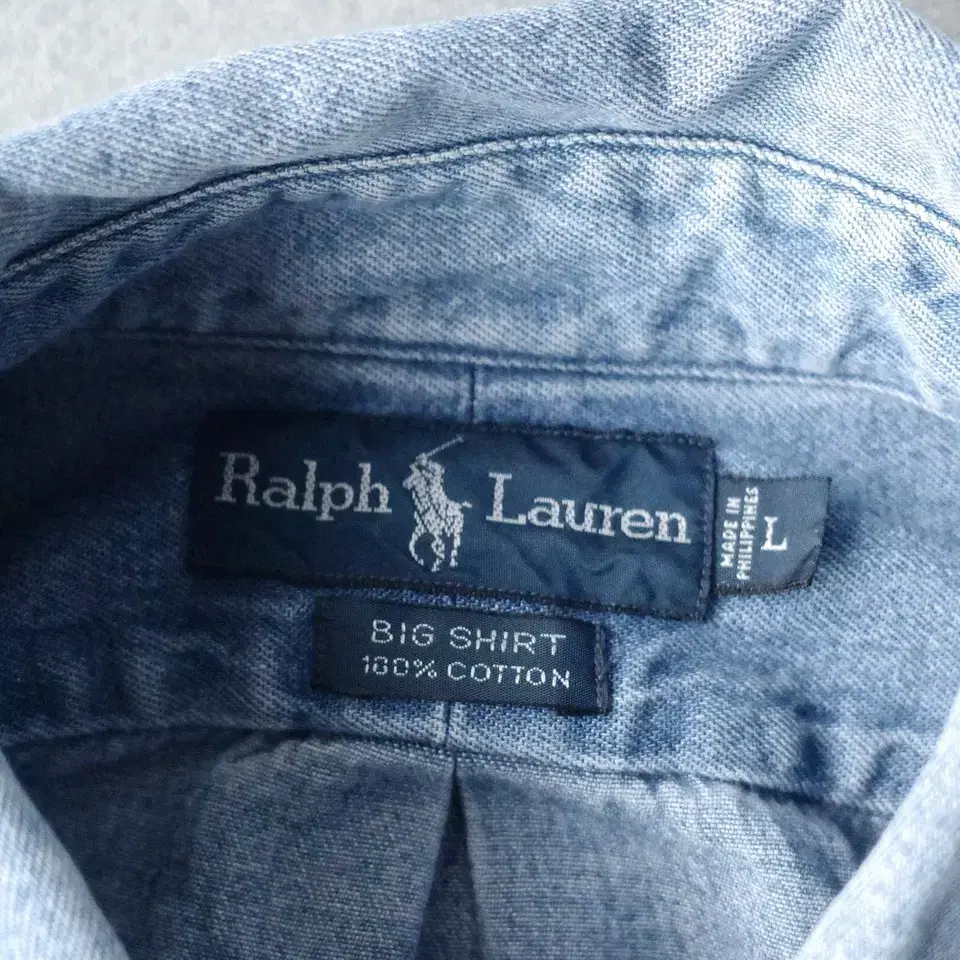 Ralph Lauren
MADE IN
PHILIPPINES
L
BIG SHIRT
100% COTTON